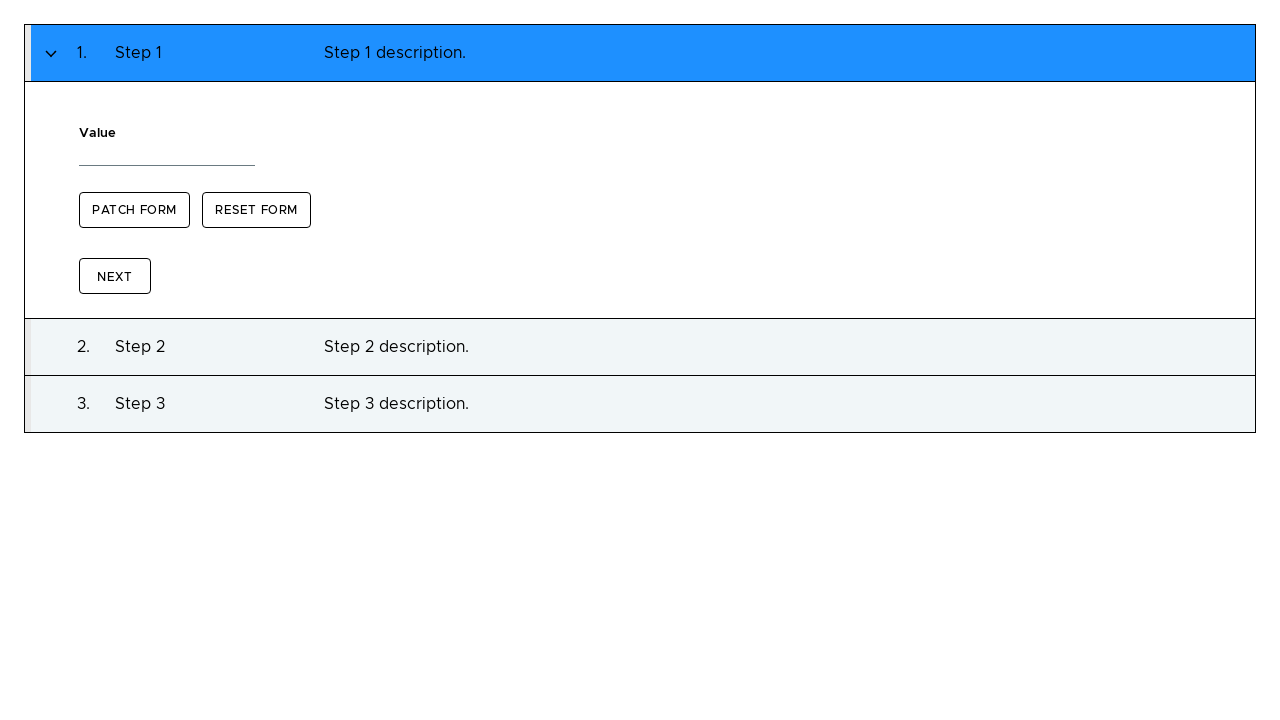 1. Step 1 Step 1 description.
Value
PATCH FORM RESET FORM
NEXT
2. Step 2 Step 2 description.
3. Step 3 Step 3 description.